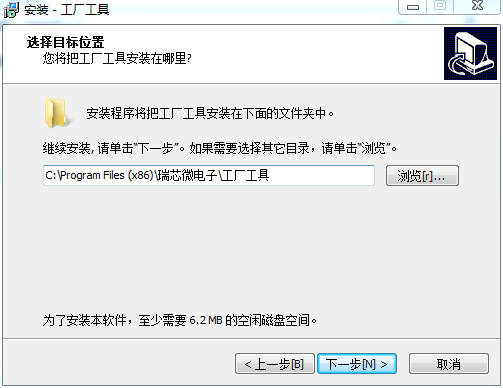 安装 - 工厂工具
选择目标位置
您将把工厂工具安装在哪里?
安装程序将把工厂工具安装在下面的文件夹中。
继续安装, 请单击“下一步”。如果需要选择其它目录，请单击“浏览”。
C:\Program Files (x86)\瑞芯微电子\工厂工具
浏览[r]...
为了安装本软件，至少需要 6.2 MB 的空闲磁盘空间。
< 上一步[B] 下一步[N] > 取消